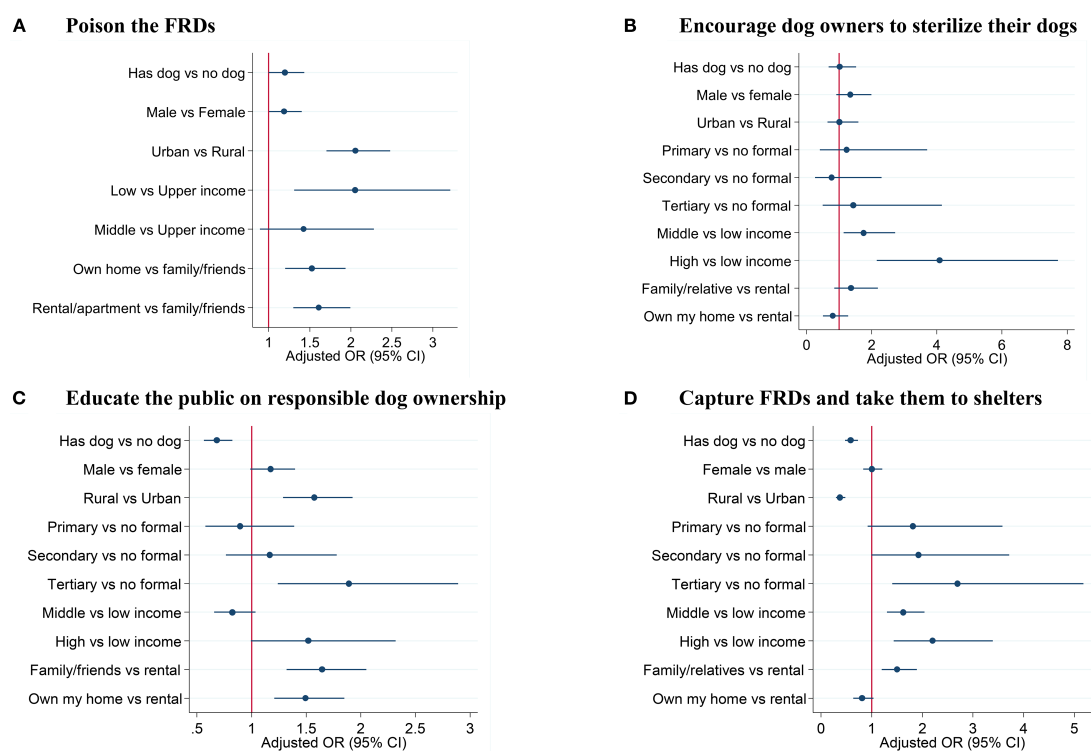 A Poison the FRDs
Has dog vs no dog
Male vs Female
Urban vs Rural
Low vs Upper income
Middle vs Upper income
Own home vs family/friends
Rental/apartment vs family/friends
1 1.5 2 2.5 3
Adjusted OR (95% CI)
B Encourage dog owners to sterilize their dogs
Has dog vs no dog
Male vs female
Urban vs Rural
Primary vs no formal
Secondary vs no formal
Tertiary vs no formal
Middle vs low income
High vs low income
Family/relative vs rental
Own my home vs rental
0 2 4 6 8
Adjusted OR (95% CI)
C Educate the public on responsible dog ownership
Has dog vs no dog
Male vs female
Rural vs Urban
Primary vs no formal
Secondary vs no formal
Tertiary vs no formal
Middle vs low income
High vs low income
Family/friends vs rental
Own my home vs rental
.5 1 1.5 2 2.5 3
Adjusted OR (95% CI)
D Capture FRDs and take them to shelters
Has dog vs no dog
Female vs male
Rural vs Urban
Primary vs no formal
Secondary vs no formal
Tertiary vs no formal
Middle vs low income
High vs low income
Family/relatives vs rental
Own my home vs rental
0 1 2 3 4 5
Adjusted OR (95% CI)